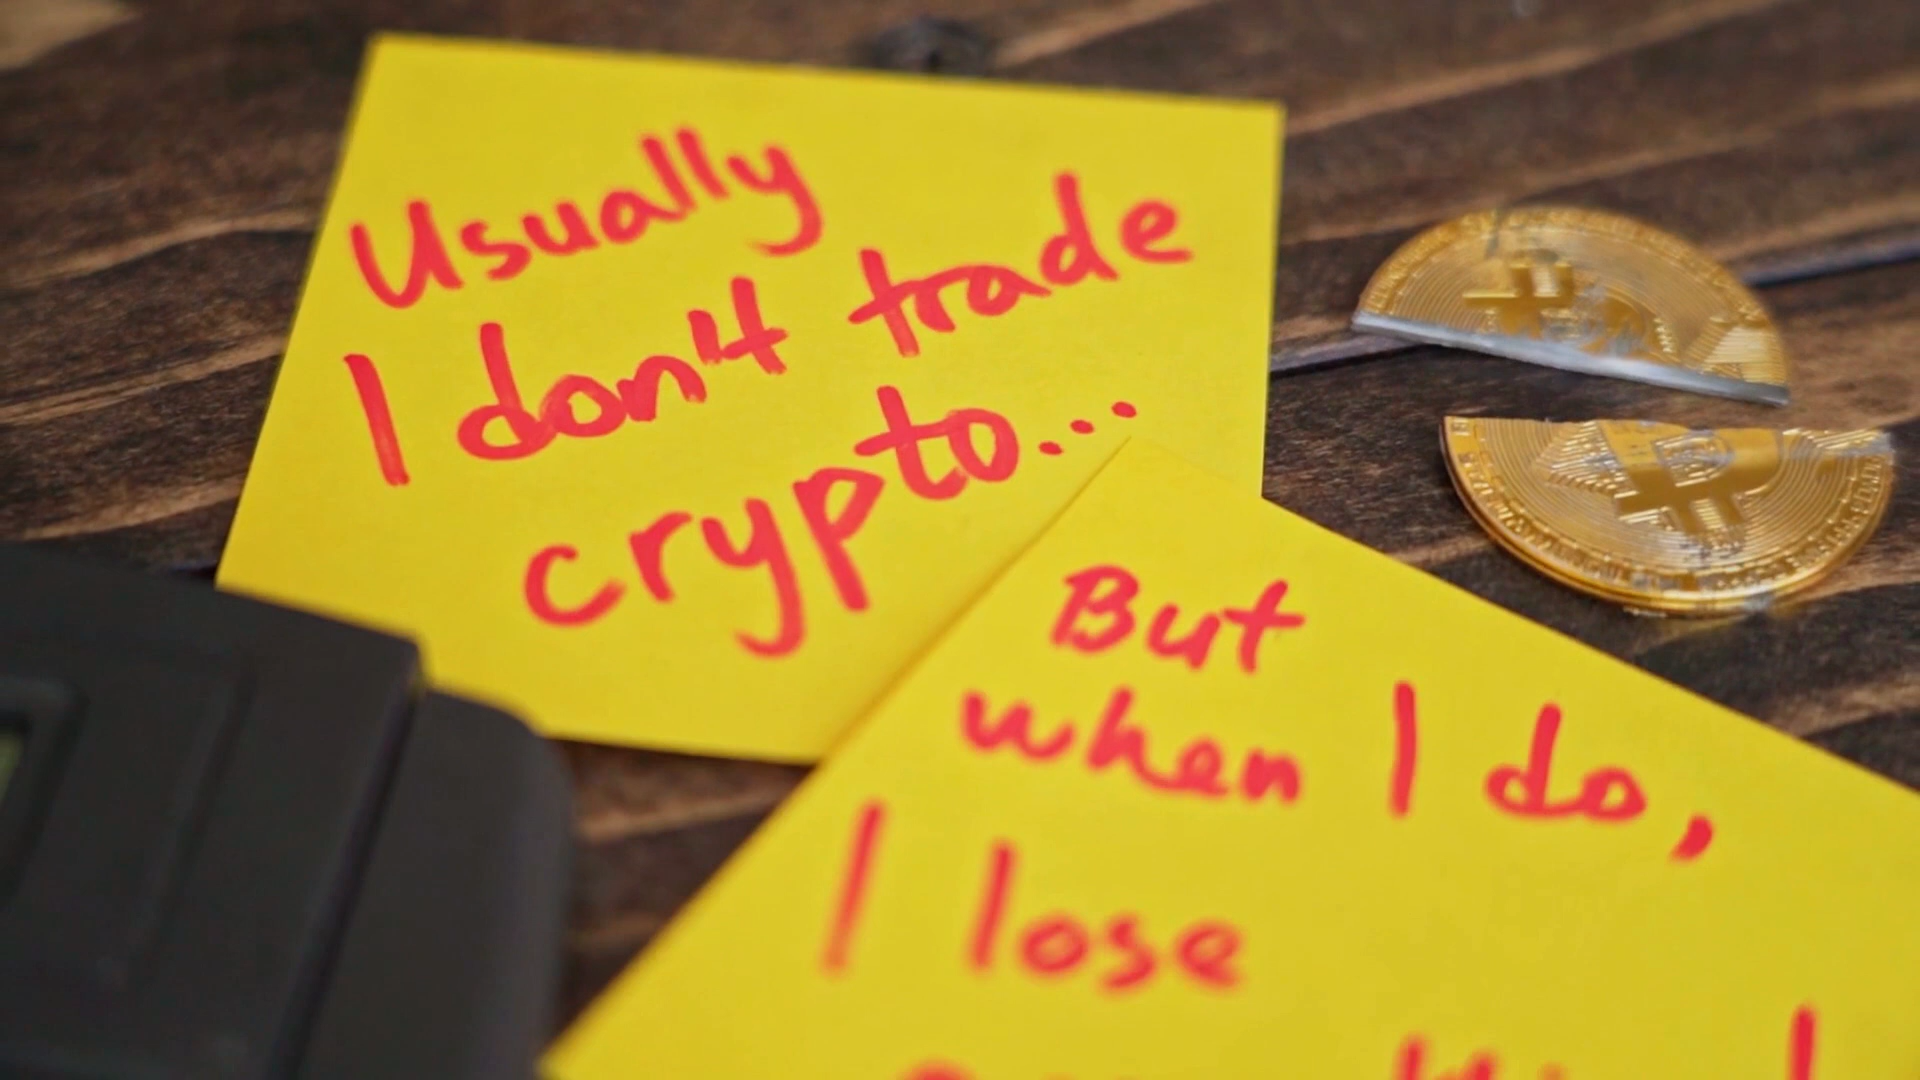 Usually
I don't trade
crypto...
But
when I do,
I lose